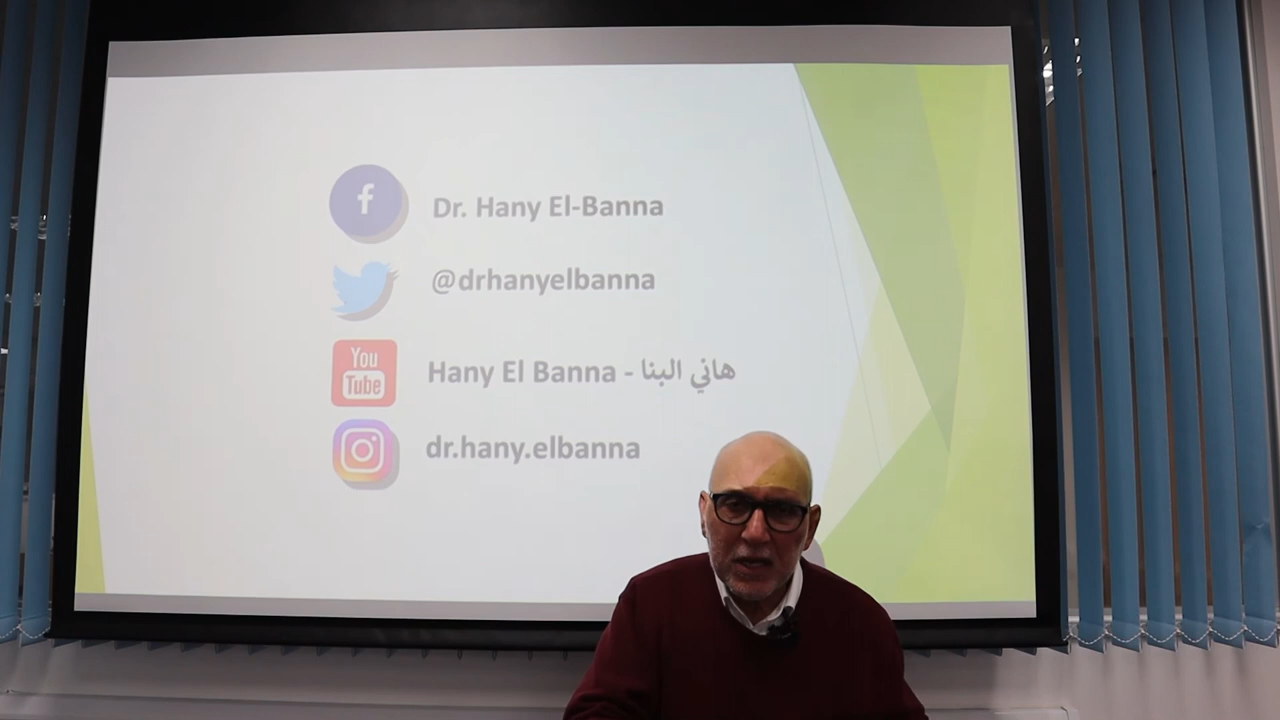 f
Dr. Hany El-Banna
@drhanyelbanna
You
Tube
Hany El Banna - هاني البنا
dr.hany.elbanna